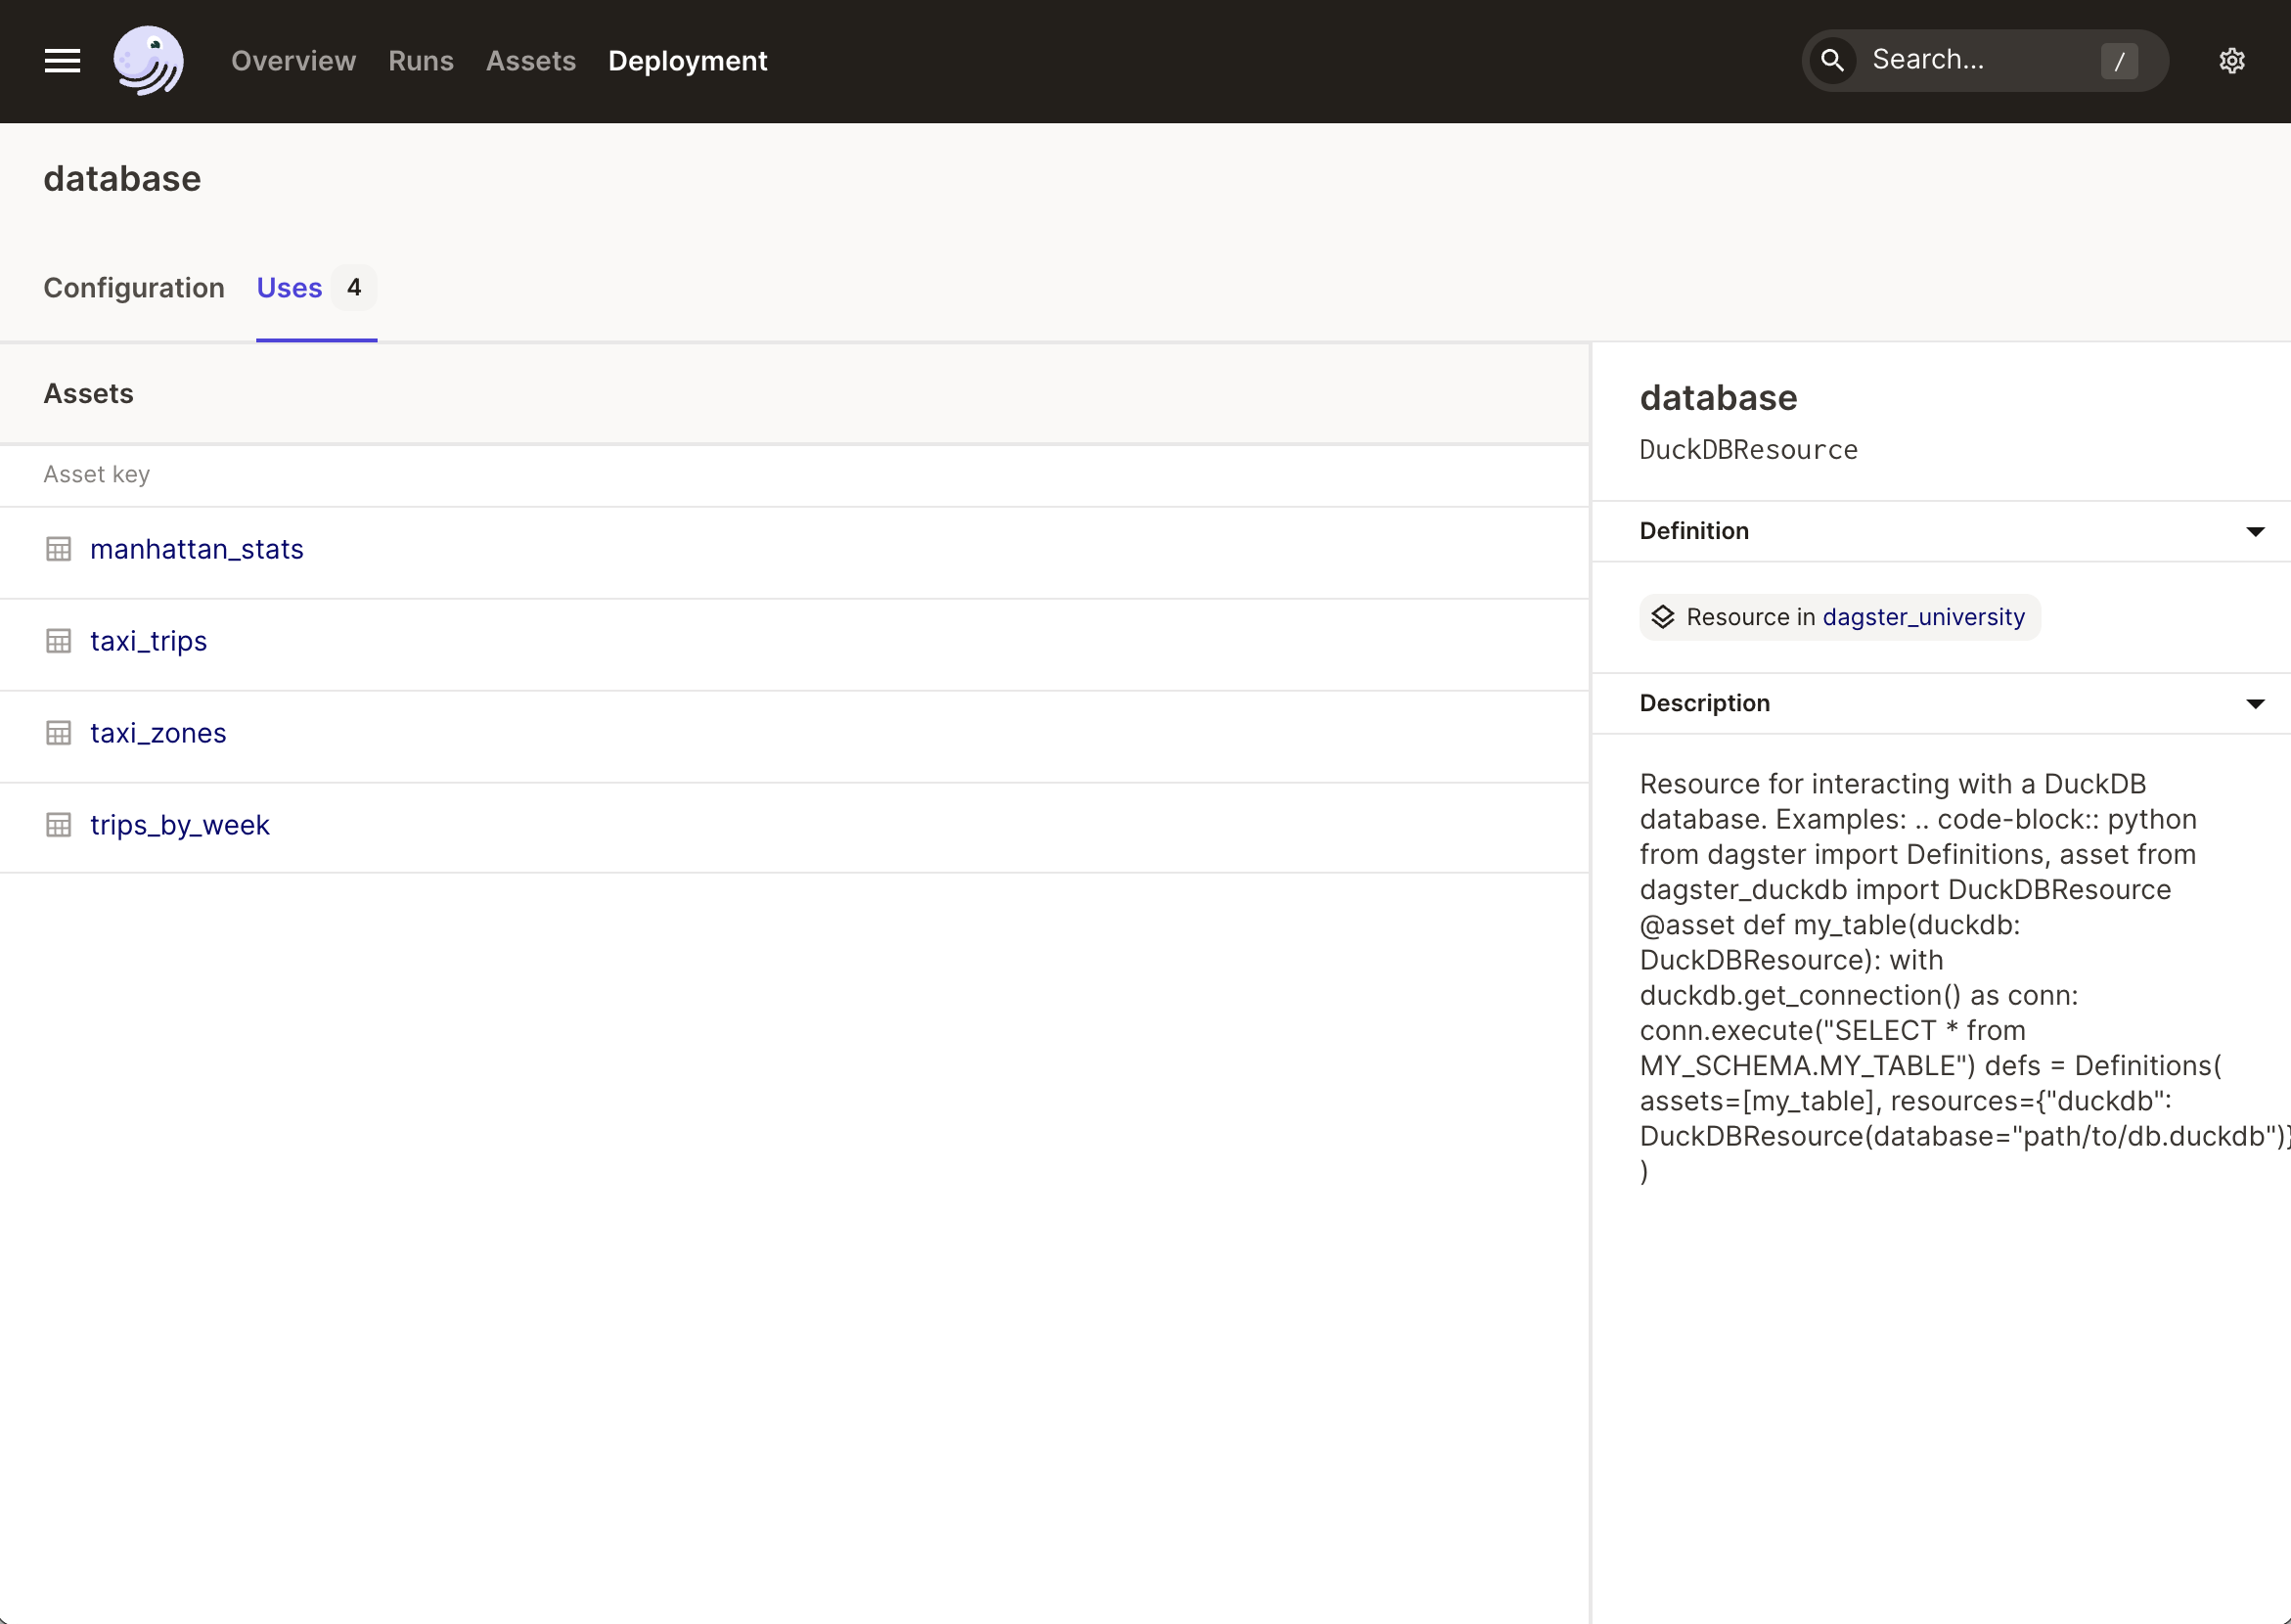 Overview Runs Assets Deployment Search... /
database
Configuration Uses 4
Assets
Asset key
manhattan_stats
taxi_trips
taxi_zones
trips_by_week
database
DuckDBResource
Definition
Resource in dagster_university
Description
Resource for interacting with a DuckDB
database. Examples: .. code-block:: python
from dagster import Definitions, asset from
dagster_duckdb import DuckDBResource
@asset def my_table(duckdb:
DuckDBResource): with
duckdb.get_connection() as conn:
conn.execute("SELECT * from
MY_SCHEMA.MY_TABLE") defs = Definitions(
assets=[my_table], resources={"duckdb":
DuckDBResource(database="path/to/db.duckdb")}
)